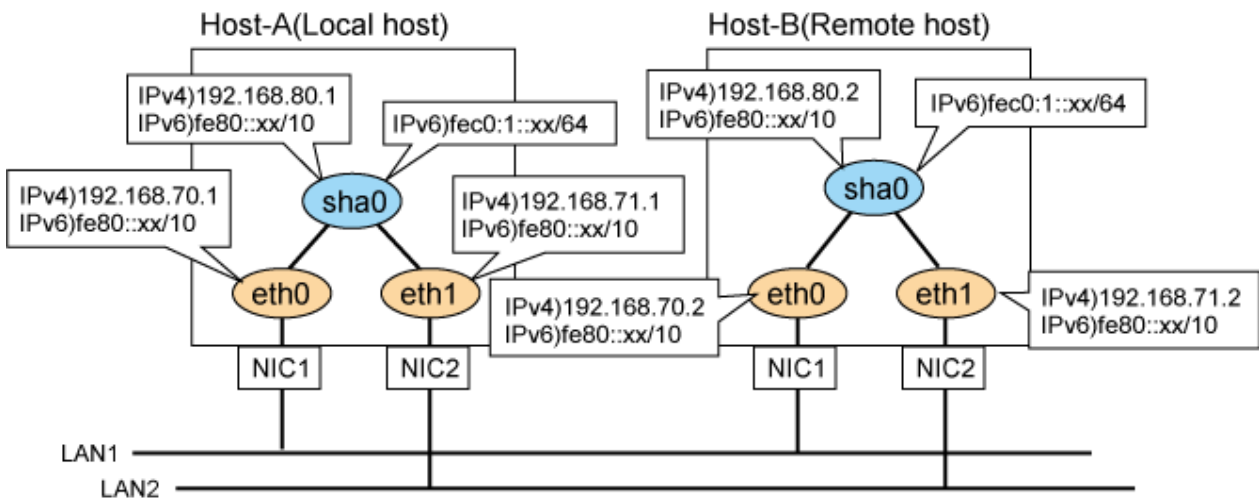 Host-A(Local host)
Host-B(Remote host)
IPv4)192.168.80.1
IPv6)fe80::xx/10
IPv6)fec0:1::xx/64
IPv4)192.168.80.2
IPv6)fe80::xx/10
IPv6)fec0:1::xx/64
IPv4)192.168.70.1
IPv6)fe80::xx/10
sha0
IPv4)192.168.71.1
IPv6)fe80::xx/10
sha0
eth0
eth1
IPv4)192.168.70.2
IPv6)fe80::xx/10
eth0
eth1
IPv4)192.168.71.2
IPv6)fe80::xx/10
NIC1
NIC2
NIC1
NIC2
LAN1
LAN2